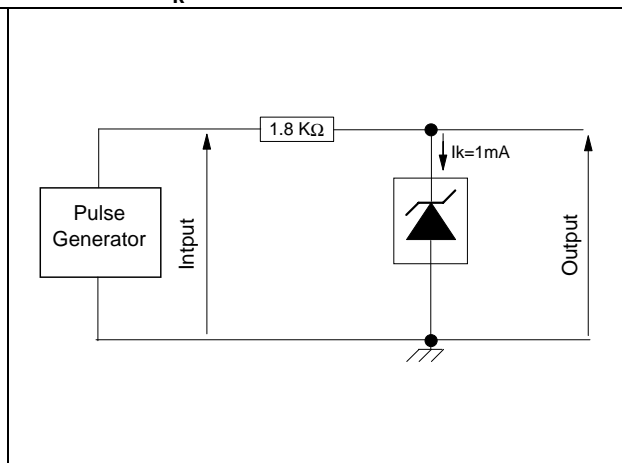 R
1.8 KΩ
Ik=1mA
Pulse
Generator
Intput
Output